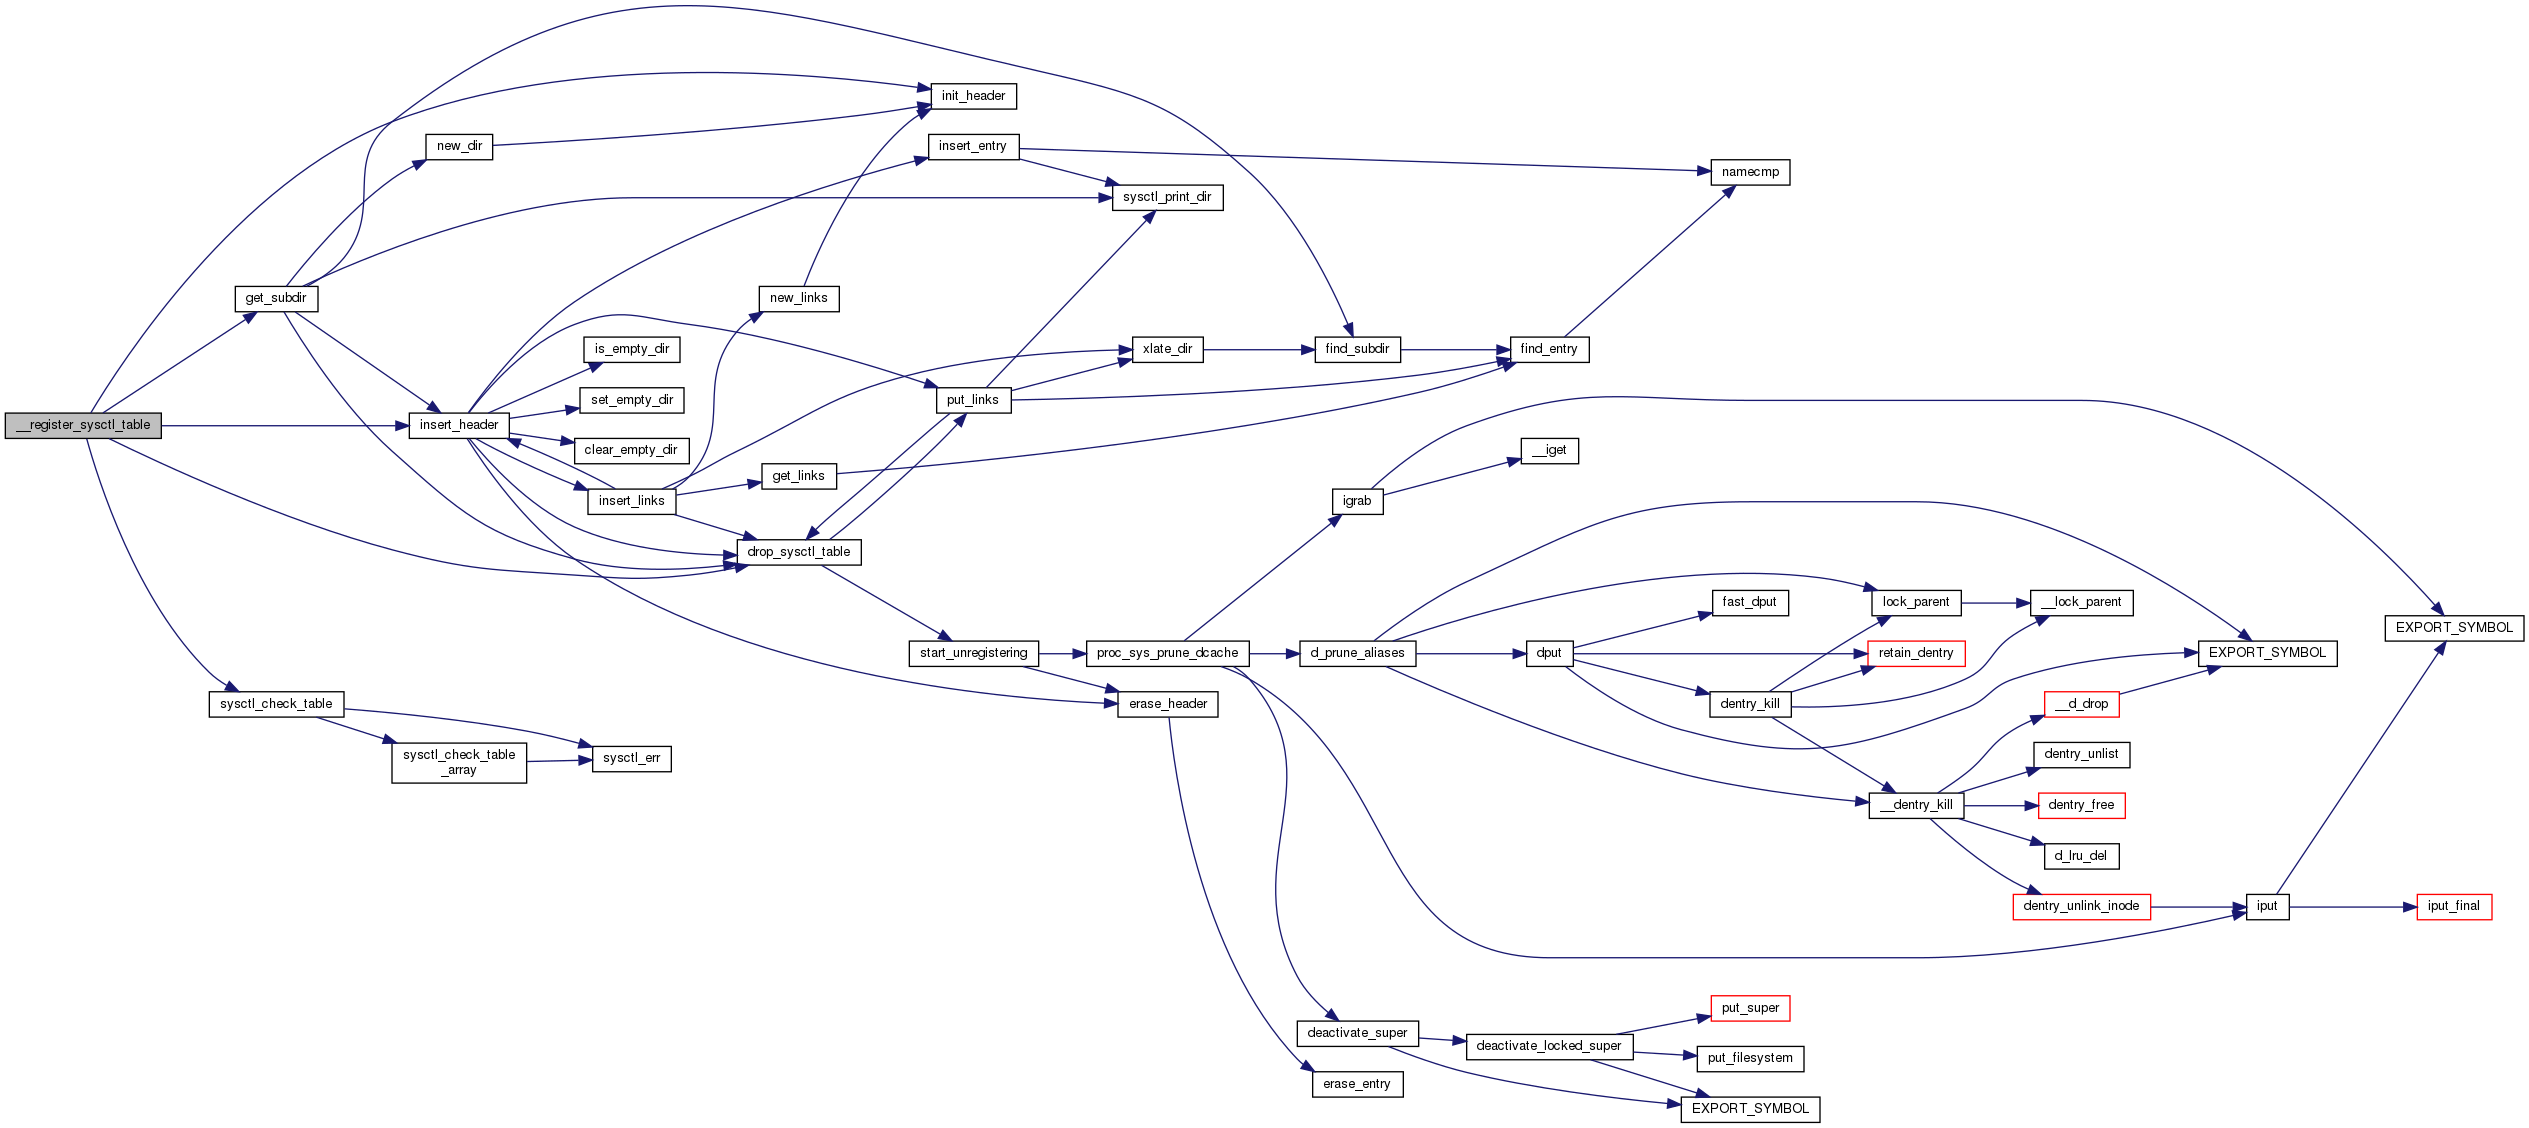 init_header
new_dir
insert_entry
namecmp
sysctl_print_dir
get_subdir
new_links
is_empty_dir
xlate_dir
find_subdir
find_entry
set_empty_dir
put_links
__register_sysctl_table
insert_header
clear_empty_dir
__iget
get_links
insert_links
igrab
drop_sysctl_table
fast_dput
lock_parent
__lock_parent
EXPORT_SYMBOL
start_unregistering
proc_sys_prune_dcache
d_prune_aliases
dput
retain_dentry
EXPORT_SYMBOL
sysctl_check_table
erase_header
dentry_kill
__d_drop
sysctl_check_table
_array
sysctl_err
dentry_unlist
__dentry_kill
dentry_free
d_lru_del
dentry_unlink_inode
iput
iput_final
put_super
deactivate_super
deactivate_locked_super
put_filesystem
erase_entry
EXPORT_SYMBOL